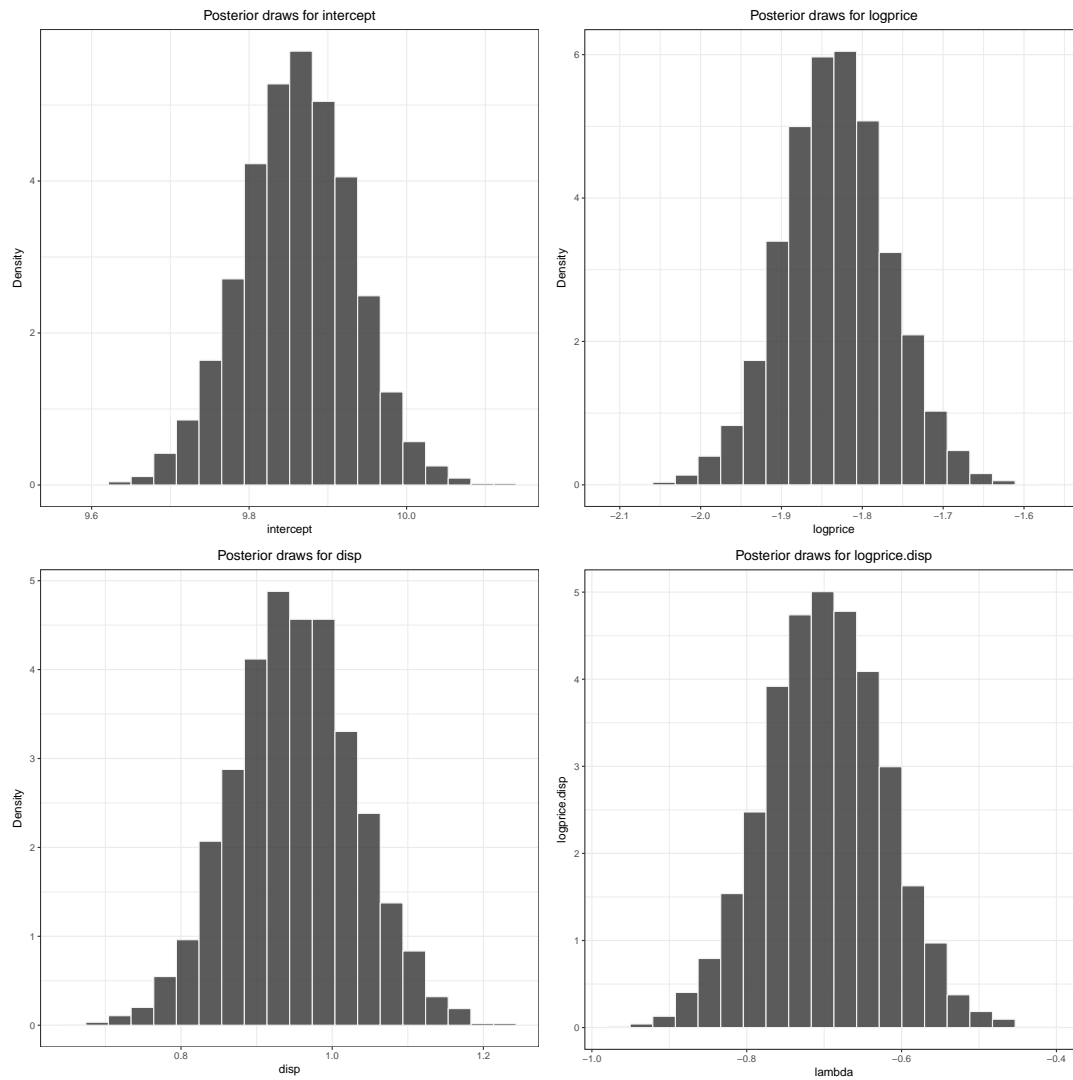 Posterior draws for intercept
Density
0
2
4
9.6
9.8
10.0
intercept
Posterior draws for logprice
Density
0
2
4
6
−2.1
−2.0
−1.9
−1.8
−1.7
−1.6
logprice
Posterior draws for disp
Density
0
1
2
3
4
5
0.8
1.0
1.2
disp
Posterior draws for logprice.disp
logprice.disp
0
1
2
3
4
5
−1.0
−0.8
−0.6
−0.4
lambda